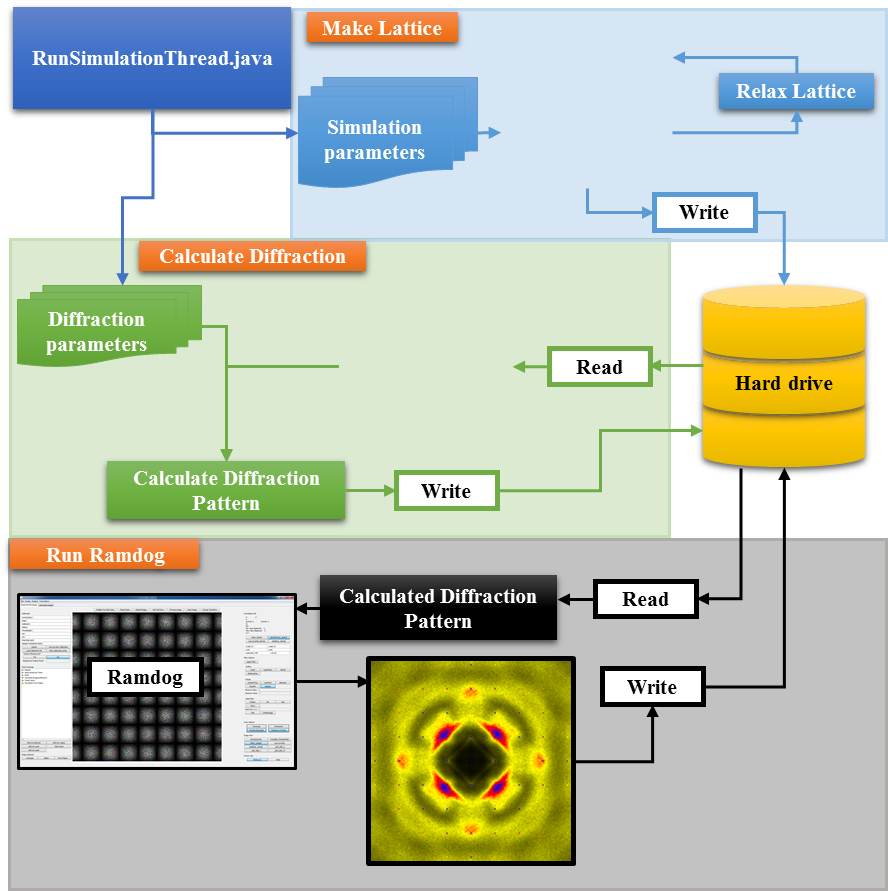 Make Lattice
RunSimulationThread.java
Relax Lattice
Simulation
parameters
Write
Calculate Diffraction
Diffraction
parameters
Read
Hard drive
Calculate Diffraction
Pattern
Write
Run Ramdog
Calculated Diffraction
Pattern
Read
Ramdog
Write